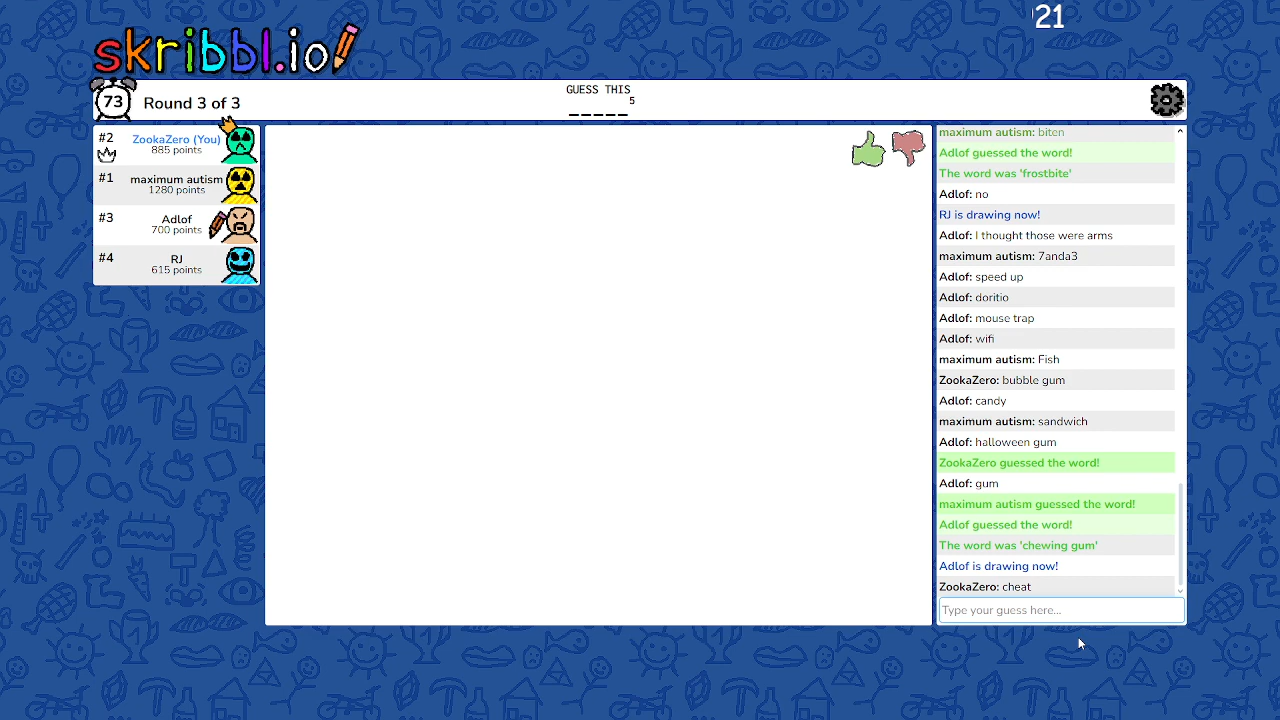 21
skribbl.io
73
Round 3 of 3
GUESS THIS
_____ 5
#2
ZookaZero (You)
885 points
#1
maximum autism
1280 points
#3
Adlof
700 points
#4
RJ
615 points
maximum autism: biten
Adlof guessed the word!
The word was 'frostbite'
Adlof: no
RJ is drawing now!
Adlof: I thought those were arms
maximum autism: 7anda3
Adlof: speed up
Adlof: doritio
Adlof: mouse trap
Adlof: wifi
maximum autism: Fish
ZookaZero: bubble gum
Adlof: candy
maximum autism: sandwich
Adlof: halloween gum
ZookaZero guessed the word!
Adlof: gum
maximum autism guessed the word!
Adlof guessed the word!
The word was 'chewing gum'
Adlof is drawing now!
ZookaZero: cheat
Type your guess here...